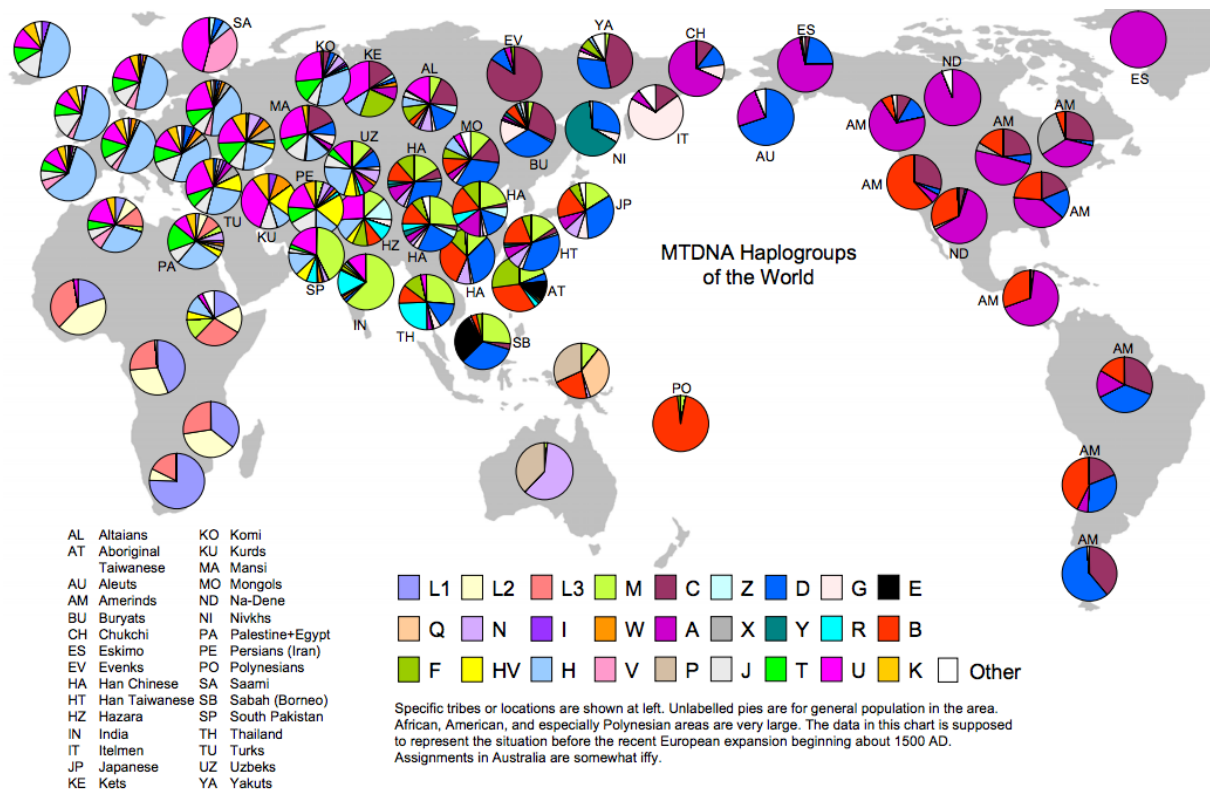 SA
YA
CH
ES
KO
KE
EV
ND
ES
AL
MA
MO
AM
AM
UZ
HA
IT
BU
NI
AU
AM
PE
HA
AM
JP
TU
KU
HZ
HT
ND
PA
HA
SP
HA
AT
AM
IN
TH
SB
MTDNA Haplogroups
of the World
AM
PO
AM
AM
AL Altaians KO Komi
AT Aboriginal KU Kurds
Taiwanese MA Mansi
AU Aleuts MO Mongols
AM Amerinds ND Na-Dene
BU Buryats NI Nivkhs
CH Chukchi PA Palestine+Egypt
ES Eskimo PE Persians (Iran)
EV Evenks PO Polynesians
HA Han Chinese SA Saami
HT Han Taiwanese SB Sabah (Borneo)
HZ Hazara SP South Pakistan
IN India TH Thailand
IT Itelmen TU Turks
JP Japanese UZ Uzbeks
KE Kets YA Yakuts
L1 L2 L3 M C Z D G E
Q N I W A X Y R B
F HV H V P J T U K Other
Specific tribes or locations are shown at left. Unlabelled pies are for general population in the area.
African, American, and especially Polynesian areas are very large. The data in this chart is supposed
to represent the situation before the recent European expansion beginning about 1500 AD.
Assignments in Australia are somewhat iffy.